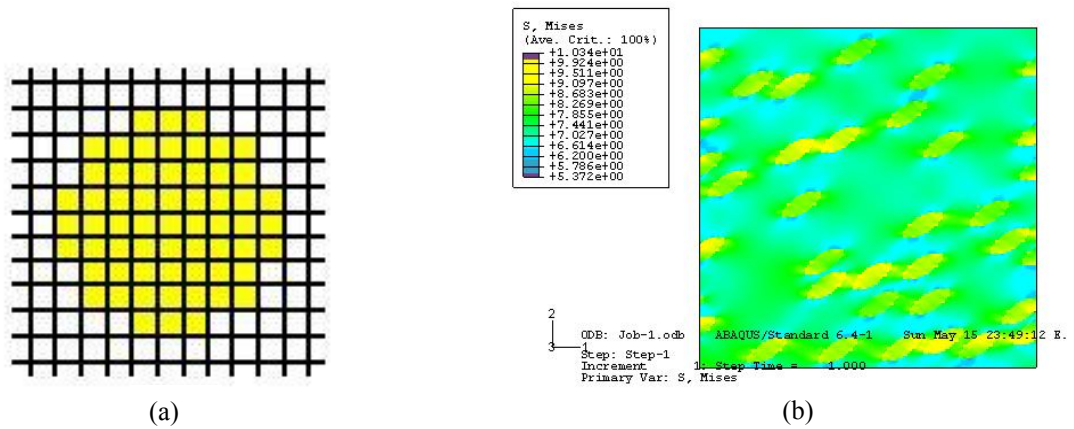 S, Mises
(Ave. Crit.: 100%)
+1.034e+01
+9.924e+00
+9.511e+00
+9.097e+00
+8.683e+00
+8.269e+00
+7.855e+00
+7.441e+00
+7.027e+00
+6.614e+00
+6.200e+00
+5.786e+00
+5.372e+00
2
3
1
ODB: Job-1.odb ABAQUS/Standard 6.4-1 Sun May 15 23:49:12 E.
Step: Step-1
Increment 1: Step Time = 1.000
Primary Var: S, Mises
(a)
(b)